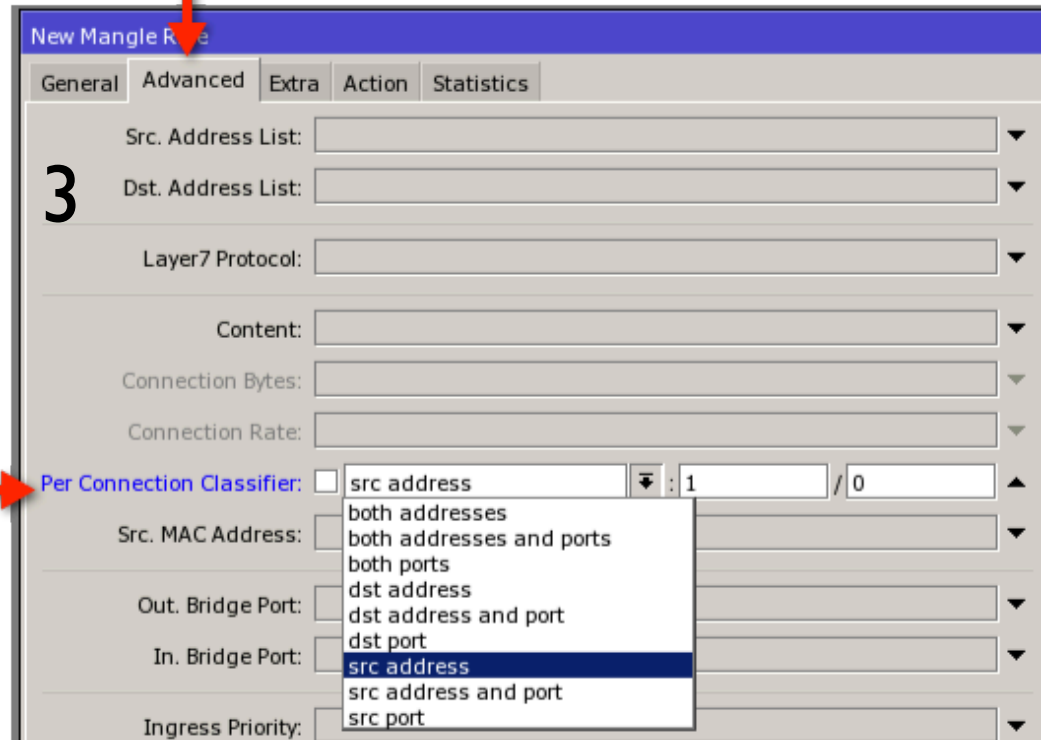 New Mangle R e
General Advanced Extra Action Statistics
Src. Address List:
3
Dst. Address List:
Layer7 Protocol:
Content:
Connection Bytes:
Connection Rate:
Per Connection Classifier: src address : 1 / 0
both addresses
Src. MAC Address:
both addresses and ports
both ports
dst address
Out. Bridge Port:
dst address and port
dst port
In. Bridge Port:
src address
src address and port
Ingress Priority:
src port